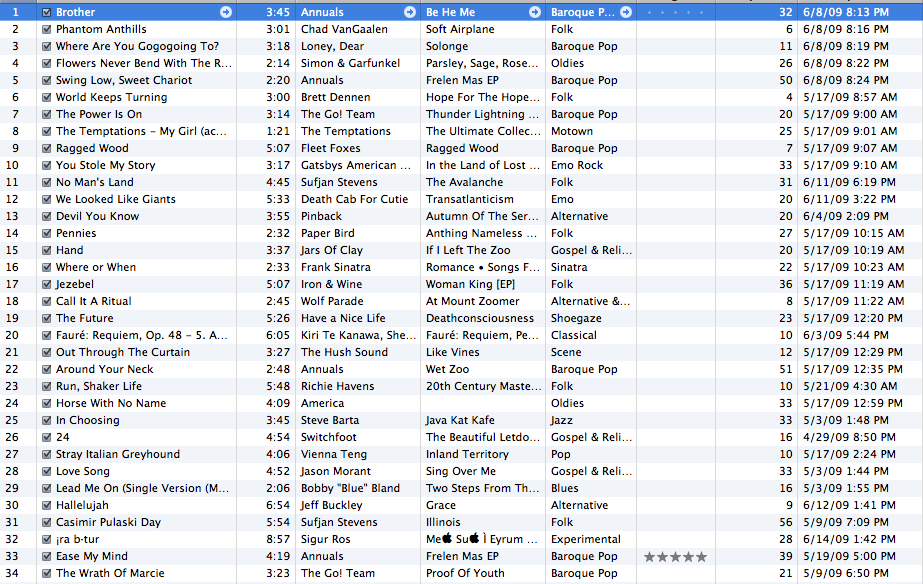 1 Brother 3:45 Annuals Be He Me Baroque P... 32 6/8/09 8:13 PM
2 Phantom Anthills 3:01 Chad VanGaalen Soft Airplane Folk 6 6/8/09 8:16 PM
3 Where Are You Gogogoing To? 3:18 Loney, Dear Solonge Baroque Pop 11 6/8/09 8:19 PM
4 Flowers Never Bend With The R... 2:14 Simon & Garfunkel Parsley, Sage, Rose... Oldies 26 6/8/09 8:22 PM
5 Swing Low, Sweet Chariot 2:20 Annuals Frelen Mas EP Baroque Pop 50 6/8/09 8:24 PM
6 World Keeps Turning 3:00 Brett Dennen Hope For The Hope... Folk 4 5/17/09 8:57 AM
7 The Power Is On 3:14 The Go! Team Thunder Lightning ... Baroque Pop 20 5/17/09 9:00 AM
8 The Temptations - My Girl (ac... 1:21 The Temptations The Ultimate Collec... Motown 25 5/17/09 9:01 AM
9 Ragged Wood 5:07 Fleet Foxes Baroque Pop 7 5/17/09 9:07 AM
10 You Stole My Story 3:17 Gatsbys American ... In the Land of Lost ... Emo Rock 33 5/17/09 9:10 AM
11 No Man's Land 4:45 Sufjan Stevens The Avalanche Folk 31 6/11/09 6:19 PM
12 We Looked Like Giants 5:33 Death Cab For Cutie Transatlanticism Emo 20 6/11/09 3:22 PM
13 Devil You Know 3:55 Pinback Autumn Of The Ser... Alternative 20 6/4/09 2:09 PM
14 Pennies 2:32 Paper Bird Anthing Nameless ... Folk 27 5/17/09 10:15 AM
15 Hand 3:37 Jars Of Clay If I Left The Zoo Gospel & Reli... 20 5/17/09 10:19 AM
16 Where or When 2:33 Frank Sinatra Romance • Songs F... Sinatra 22 5/17/09 10:23 AM
17 Jezebel 5:07 Iron & Wine Woman King [EP] Folk 36 5/17/09 11:19 AM
18 Call It A Ritual 2:45 Wolf Parade At Mount Zoomer Alternative &... 8 5/17/09 11:22 AM
19 The Future 5:26 Have a Nice Life Deathconsciousness Shoegaze 23 5/17/09 12:20 PM
20 Fauré: Requiem, Op. 48 - 5. A... 6:05 Kiri Te Kanawa, She... Fauré: Requiem, Pe... Classical 10 6/3/09 5:44 PM
21 Out Through The Curtain 3:27 The Hush Sound Like Vines Scene 12 5/17/09 12:29 PM
22 Around Your Neck 2:48 Annuals Wet Zoo Baroque Pop 51 5/17/09 12:35 PM
23 Run, Shaker Life 5:48 Richie Havens 20th Century Maste... Folk 10 5/21/09 4:30 AM
24 Horse With No Name 4:09 America Oldies 33 5/17/09 12:59 PM
25 In Choosing 3:45 Steve Barta Java Kat Kafe Jazz 33 5/3/09 1:48 PM
26 24 4:54 Switchfoot The Beautiful Letdo... Gospel & Reli... 16 4/29/09 8:50 PM
27 Stray Italian Greyhound 4:06 Vienna Teng Inland Territory Pop 10 5/17/09 2:24 PM
28 Love Song 4:52 Jason Morant Sing Over Me Gospel & Reli... 33 5/3/09 1:44 PM
29 Lead Me On (Single Version (M... 2:06 Bobby "Blue" Bland Two Steps From Th... Blues 16 5/3/09 1:55 PM
30 Hallelujah 6:54 Jeff Buckley Grace Alternative 9 6/12/09 1:41 PM
31 Casimir Pulaski Day 5:54 Sufjan Stevens Illinois Folk 56 5/9/09 7:09 PM
32 ¡ra b-tur 8:57 Sigur Ros Me Su Ì Eyrum ... Experimental 28 6/14/09 1:42 PM
33 Ease My Mind 4:19 Annuals Frelen Mas EP Baroque Pop ★★★★★ 39 5/19/09 5:00 PM
34 The Wrath Of Marcie 3:23 The Go! Team Proof Of Youth Baroque Pop 21 5/9/09 6:50 PM